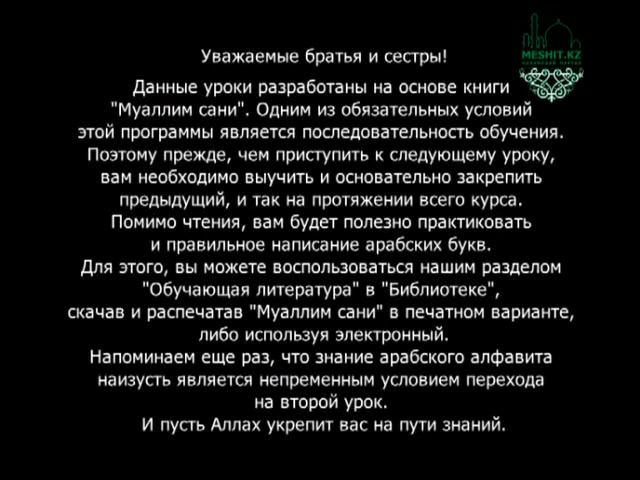 MESHIT.KZ
Уважаемые братья и сестры!
Данные уроки разработаны на основе книги
"Муаллим сани". Одним из обязательных условий
этой программы является последовательность обучения.
Поэтому прежде, чем приступить к следующему уроку,
вам необходимо выучить и основательно закрепить
предыдущий, и так на протяжении всего курса.
Помимо чтения, вам будет полезно практиковать
и правильное написание арабских букв.
Для этого, вы можете воспользоваться нашим разделом
"Обучающая литература" в "Библиотеке",
скачав и распечатав "Муаллим сани" в печатном варианте,
либо используя электронный.
Напоминаем еще раз, что знание арабского алфавита
наизусть является непременным условием перехода
на второй урок.
И пусть Аллах укрепит вас на пути знаний.